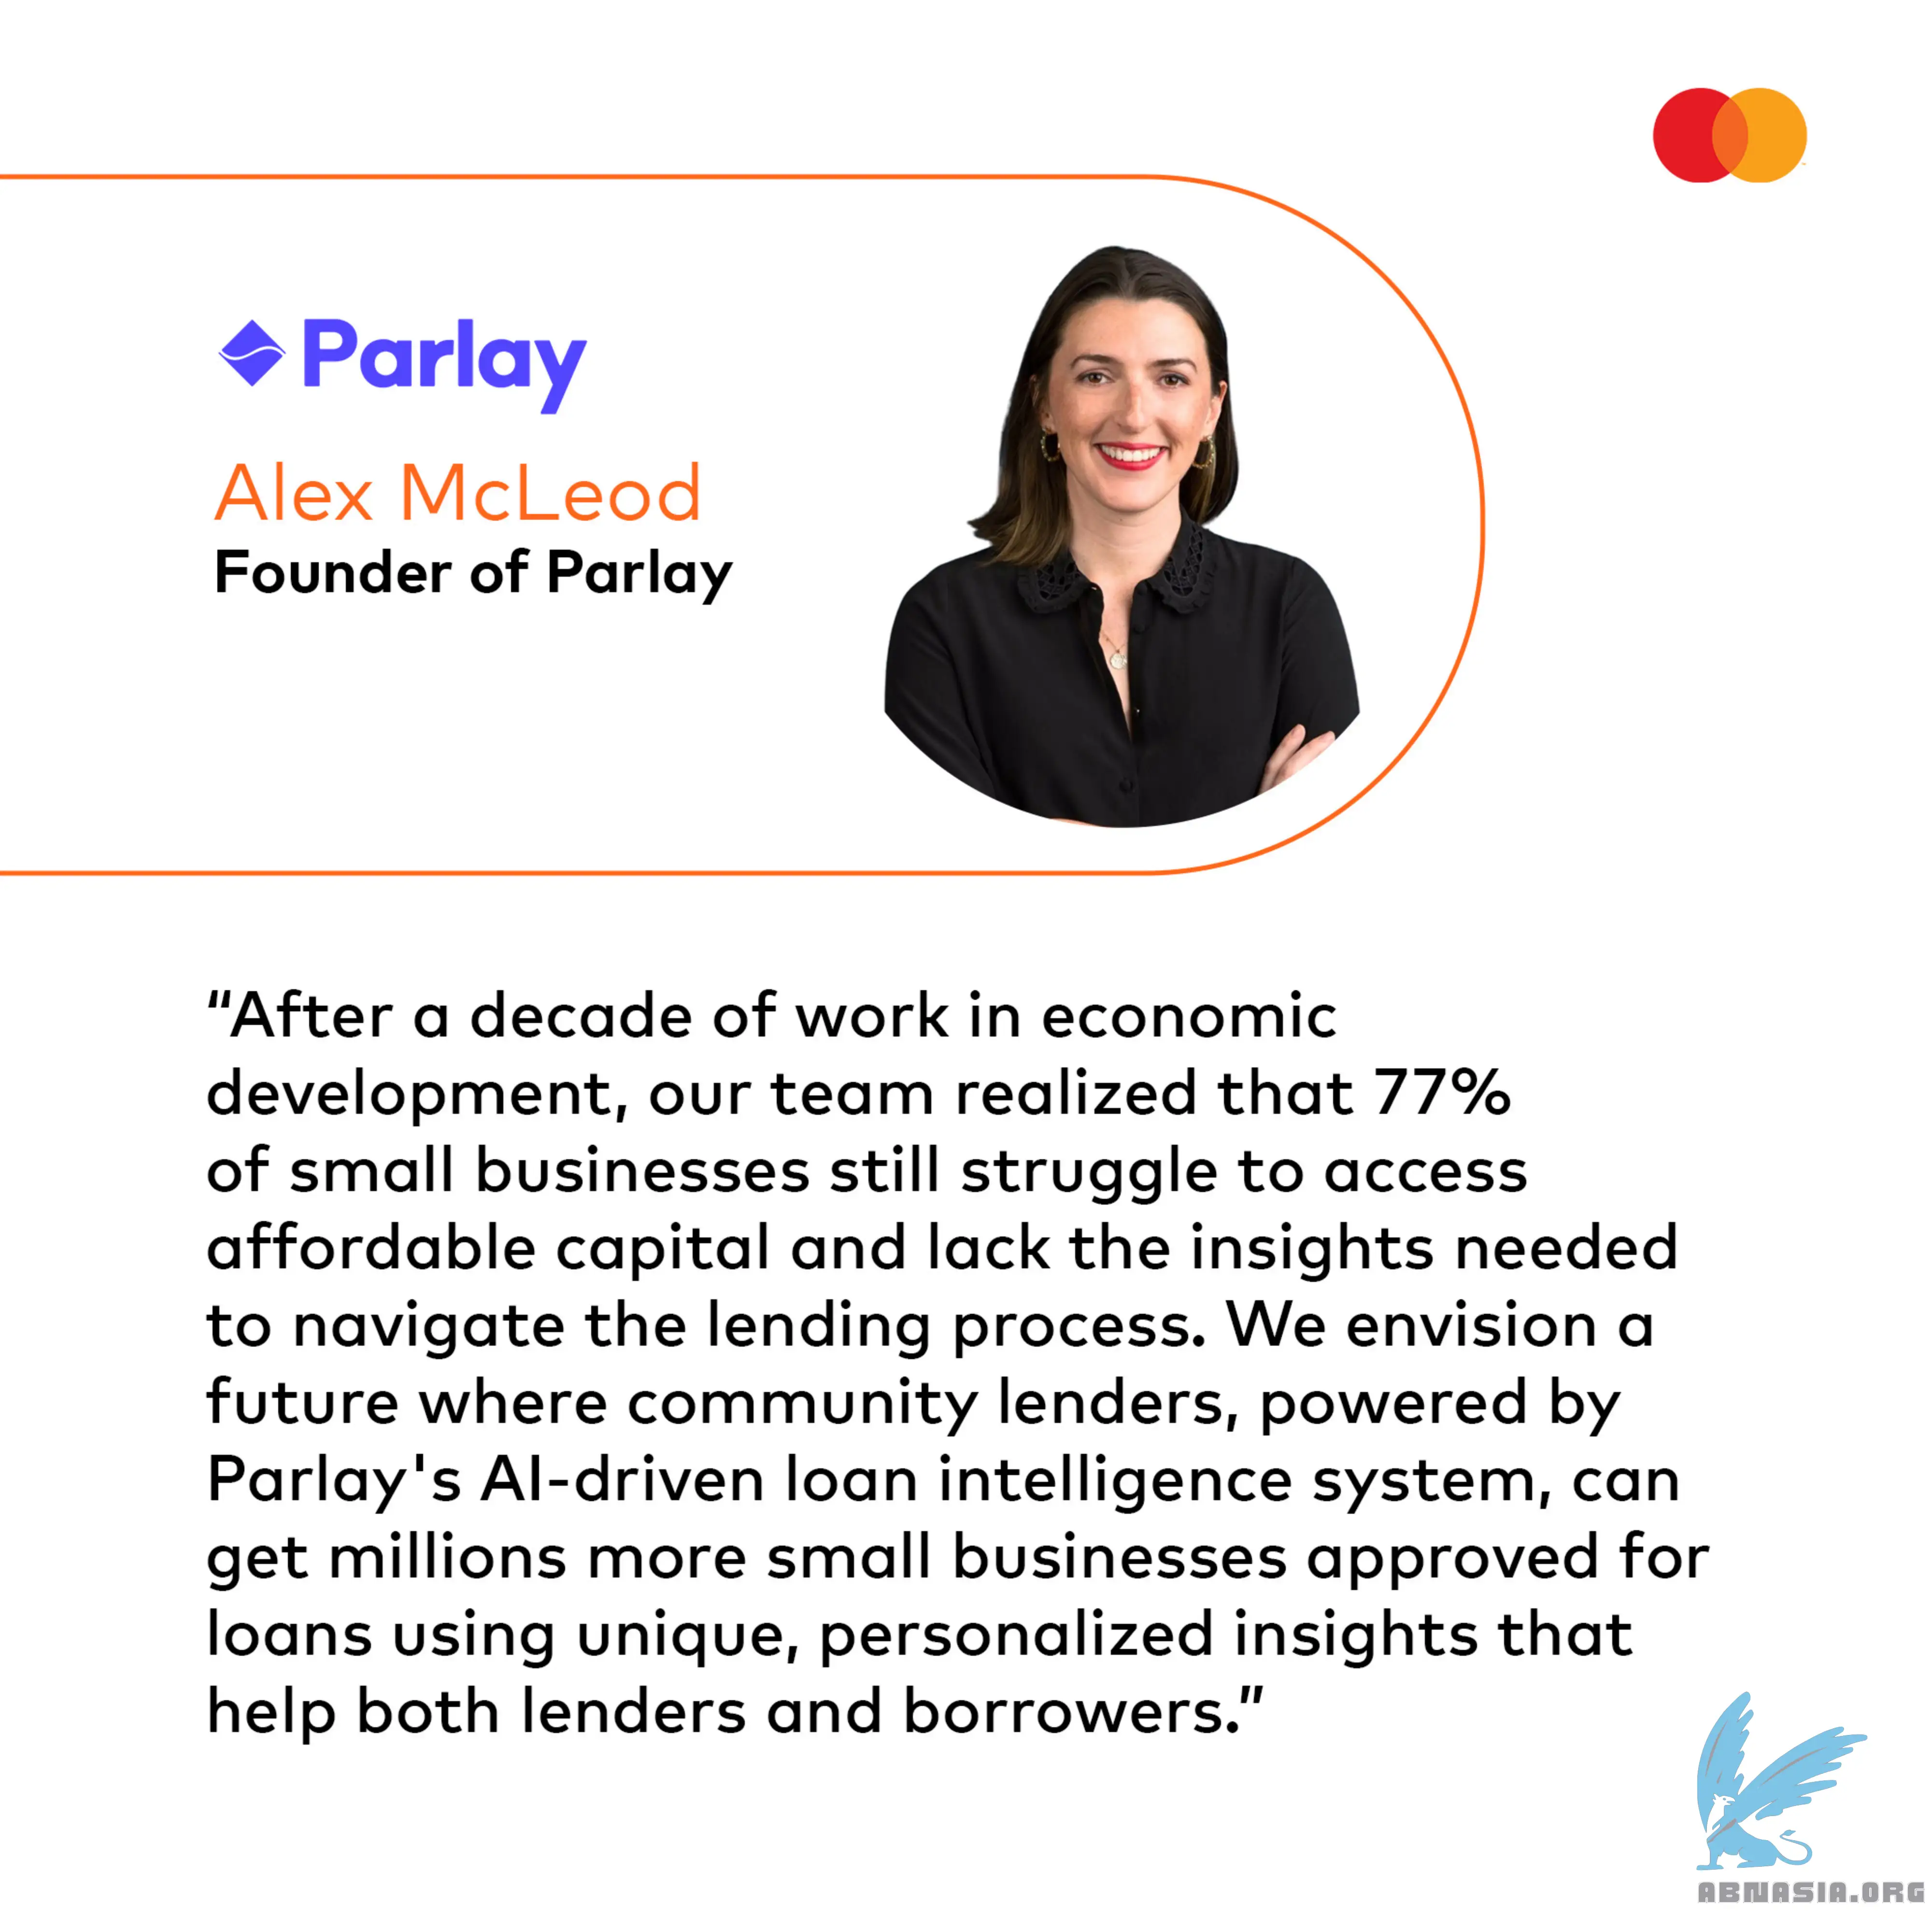 Parlay
Alex McLeod
Founder of Parlay
“After a decade of work in economic
development, our team realized that 77%
of small businesses still struggle to access
affordable capital and lack the insights needed
to navigate the lending process. We envision a
future where community lenders, powered by
Parlay's AI-driven loan intelligence system, can
get millions more small businesses approved for
loans using unique, personalized insights that
help both lenders and borrowers.”
ABNASIA.ORG